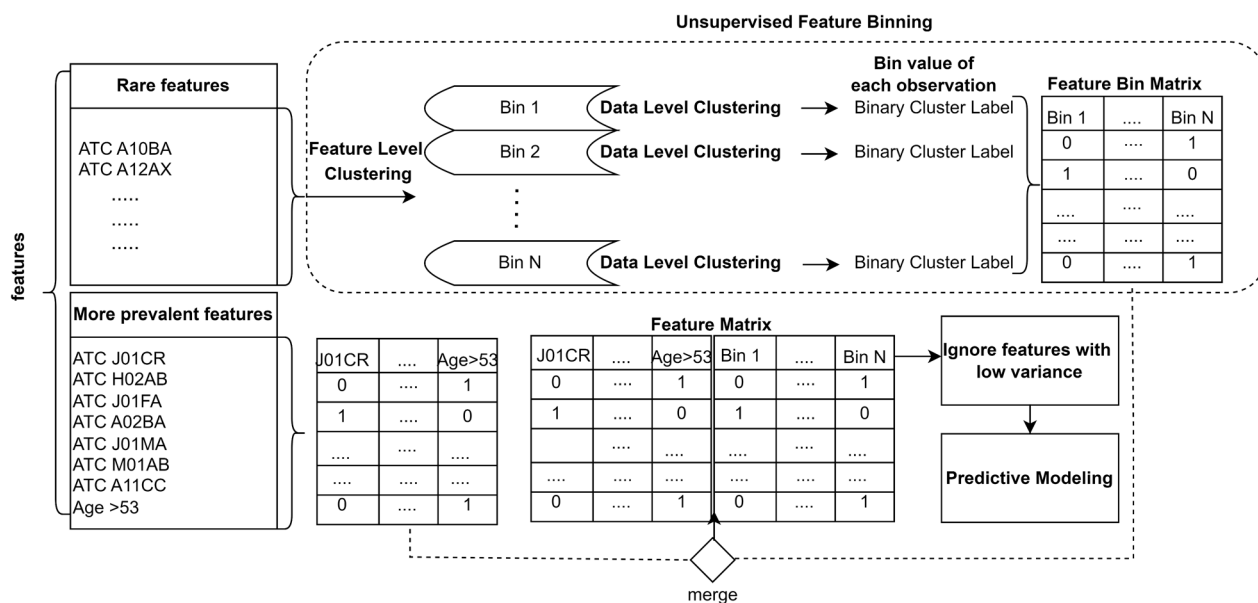 Unsupervised Feature Binning
features
Rare features
ATC A10BA
ATC A12AX
.....
.....
.....
Feature Level
Clustering
Bin 1
Data Level Clustering
Bin value of
each observation
Binary Cluster Label
Bin 2
Data Level Clustering
Binary Cluster Label
Bin N
Data Level Clustering
Binary Cluster Label
Feature Bin Matrix
Bin 1 .... Bin N
0 .... 1
1 .... 0
.... .... ....
.... .... ....
0 .... 1
More prevalent features
ATC J01CR
ATC H02AB
ATC J01FA
ATC A02BA
ATC J01MA
ATC M01AB
ATC A11CC
Age >53
J01CR .... Age>53
0 .... 1
1 .... 0
.... .... ....
.... .... ....
0 .... 1
Feature Matrix
J01CR .... Age>53 Bin 1 .... Bin N
0 .... 1 0 .... 1
1 .... 0 1 .... 0
.... .... .... ....
.... .... .... .... .... ....
0 .... 1 0 .... 1
Ignore features with
low variance
Predictive Modeling
merge